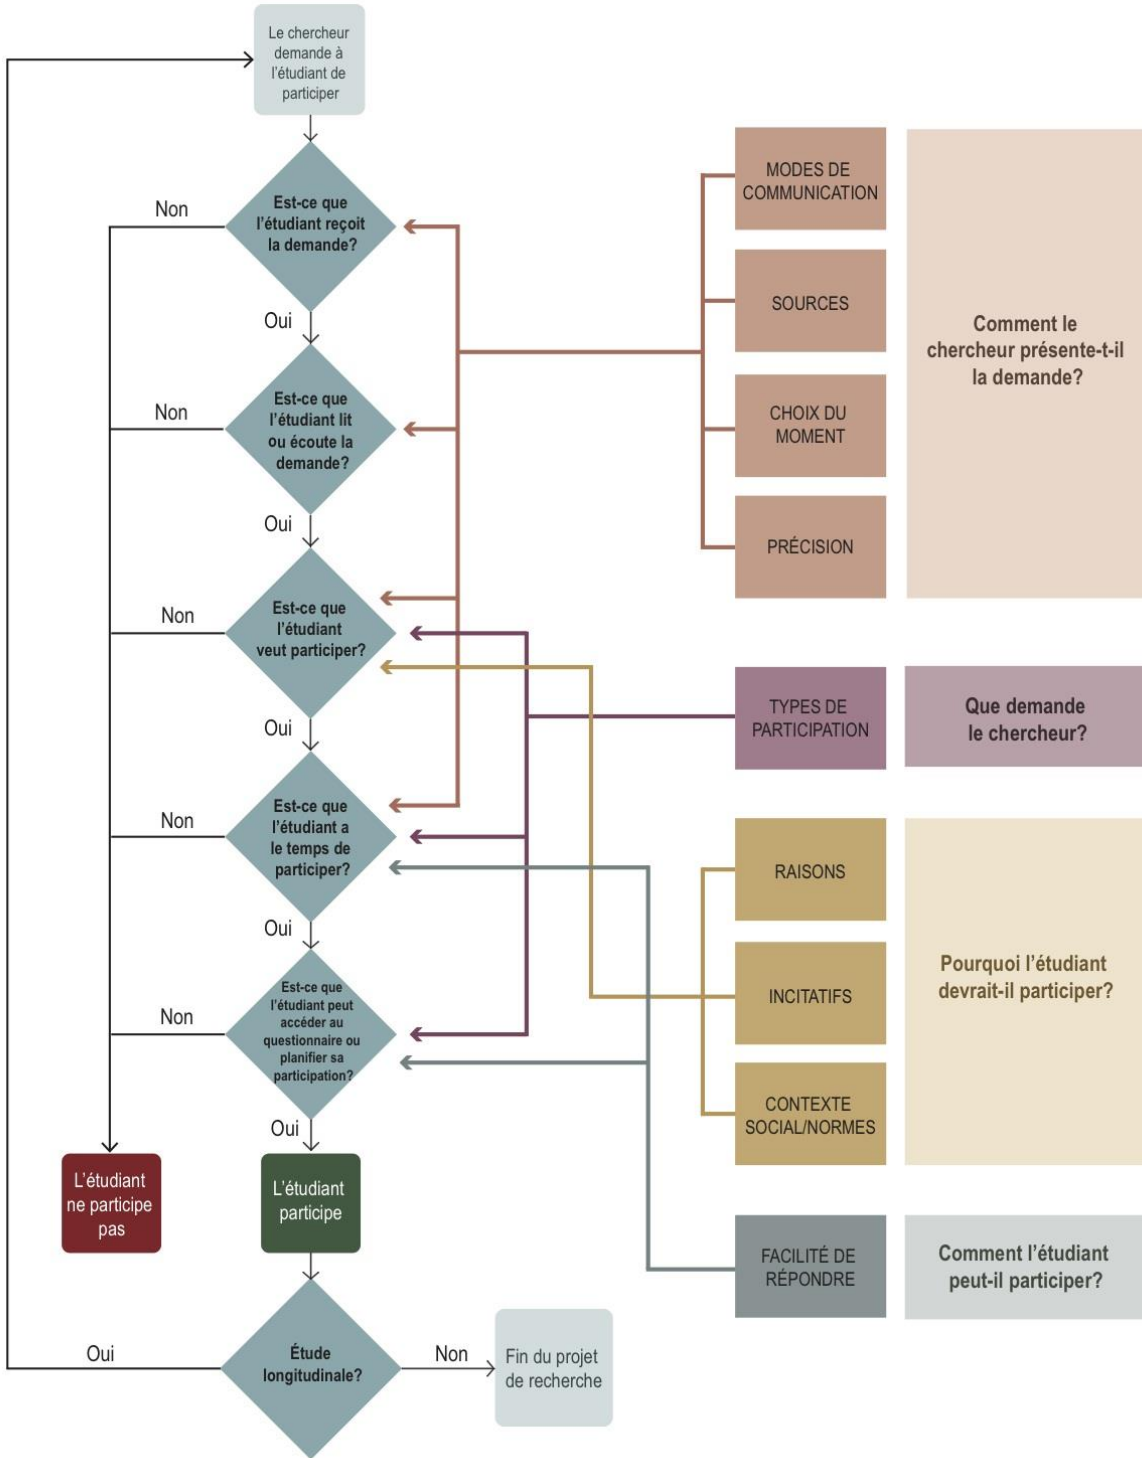 Le chercheur
demande à
l'étudiant de
participer
Non
Est-ce que
l'étudiant reçoit
la demande?
Oui
Non
Est-ce que
l'étudiant lit
ou écoute la
demande?
Oui
Non
Est-ce que
l'étudiant
veut participer?
Oui
Non
Est-ce que
l'étudiant a
le temps de
participer?
Oui
Non
Est-ce que
l'étudiant peut
accéder au
questionnaire ou
planifier sa
participation?
Oui
L'étudiant
ne participe
pas
L'étudiant
participe
Oui
Étude
longitudinale?
Non
Fin du projet
de recherche
MODES DE
COMMUNICATION
SOURCES
CHOIX DU
MOMENT
PRÉCISION
Comment le
chercheur présente-t-il
la demande?
TYPES DE
PARTICIPATION
Que demande
le chercheur?
RAISONS
INCITATIFS
CONTEXTE
SOCIAL/NORMES
Pourquoi l'étudiant
devrait-il participer?
FACILITÉ DE
RÉPONDRE
Comment l'étudiant
peut-il participer?